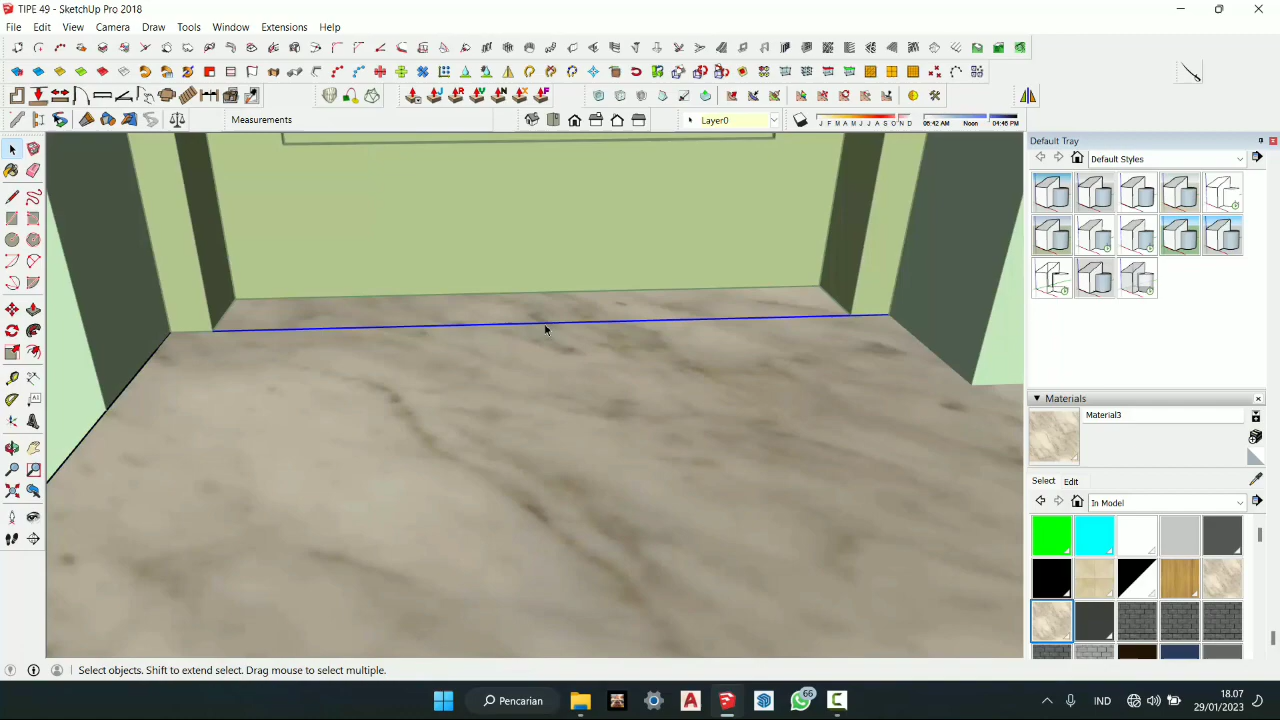 TIPE 49 - SketchUp Pro 2018
File Edit View Camera Draw Tools Window Extensions Help
Measurements
Layer0
J F M A M J J A S O N D
06:42 AM Noon 04:46 PM
Default Tray
Default Styles
Materials
Material3
Select Edit
In Model
Select objects. Shift to extend select. Drag mouse to select multiple.
Pencarian
66
IND
18.07
29/01/2023